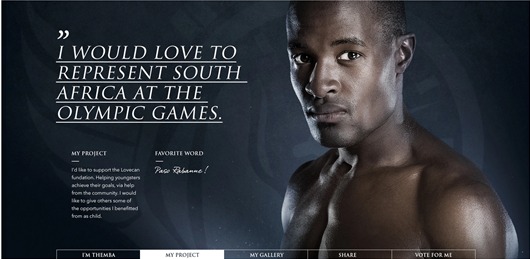 ”
I WOULD LOVE TO
REPRESENT SOUTH
AFRICA AT THE
OLYMPIC GAMES.
MY PROJECT
I'd like to support the Lovecan
fundation. Helping youngsters
achieve their goals, via help
from the community. I would
like to give others some of
the opportunities I benefitted
from as child.
FAVORITE WORD
Paco Rabanne!
I'M THEMBA
MY PROJECT
MY GALLERY
SHARE
VOTE FOR ME